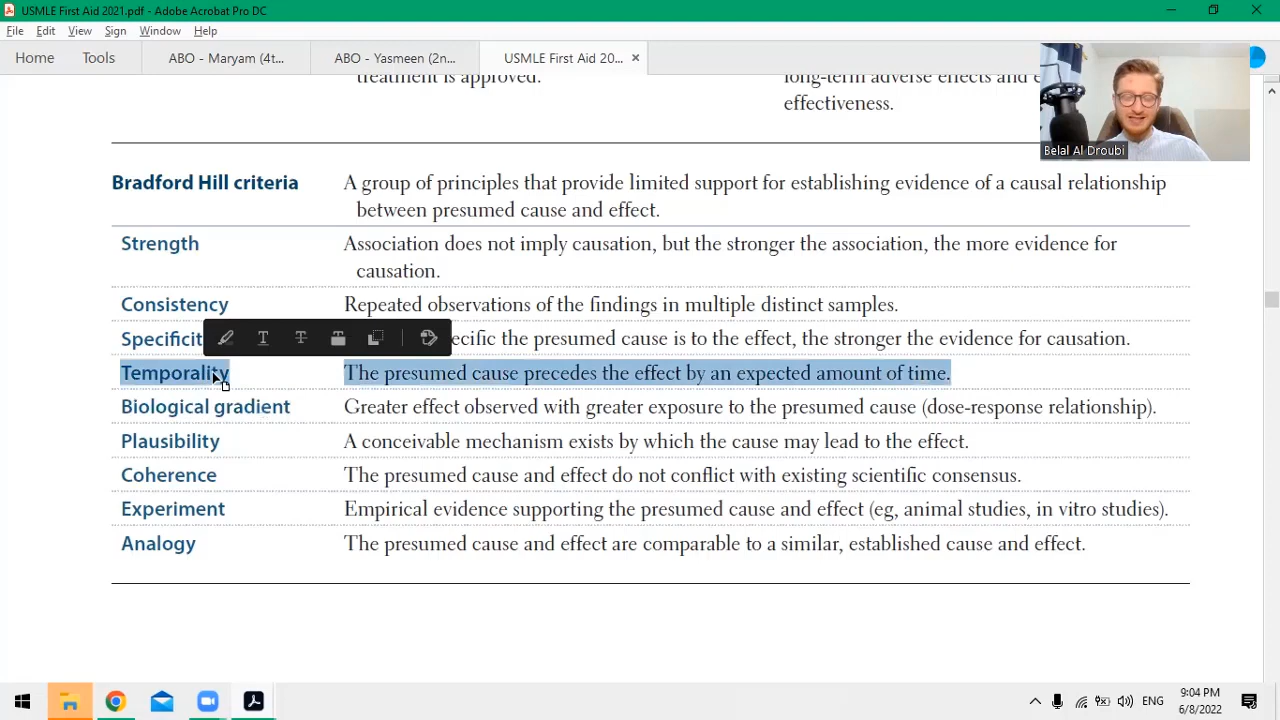 USMLE First Aid 2021.pdf - Adobe Acrobat Pro DC
File Edit View Sign Window Help
Home Tools ABO - Maryam (4t... ABO - Yasmeen (2n... USMLE First Aid 20...
treatment is approved. long-term adverse effects and
effectiveness.
Belal Al Droubi
Bradford Hill criteria A group of principles that provide limited support for establishing evidence of a causal relationship
between presumed cause and effect.
Strength Association does not imply causation, but the stronger the association, the more evidence for
causation.
Consistency Repeated observations of the findings in multiple distinct samples.
Specificit ecific the presumed cause is to the effect, the stronger the evidence for causation.
Temporality The presumed cause precedes the effect by an expected amount of time.
Biological gradient Greater effect observed with greater exposure to the presumed cause (dose-response relationship).
Plausibility A conceivable mechanism exists by which the cause may lead to the effect.
Coherence The presumed cause and effect do not conflict with existing scientific consensus.
Experiment Empirical evidence supporting the presumed cause and effect (eg, animal studies, in vitro studies).
Analogy The presumed cause and effect are comparable to a similar, established cause and effect.
ENG
9:04 PM
6/8/2022